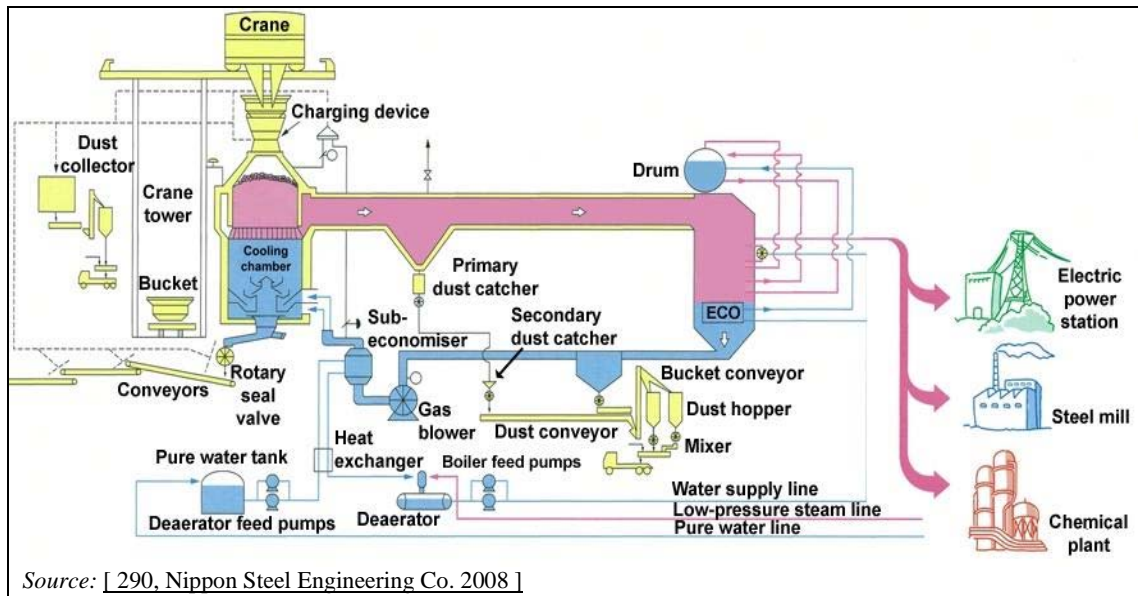 Crane
Charging device
Dust
collector
Crane
tower
Bucket
Cooling
chamber
Drum
Primary
dust catcher
ECO
Sub-
economiser
Secondary
dust catcher
Electric
power
station
Conveyors
Rotary
seal
valve
Gas
blower
Bucket conveyor
Dust hopper
Dust conveyor
Mixer
Steel mill
Pure water tank
Heat
exchanger
Boiler feed pumps
Deaerator feed pumps
Deaerator
Water supply line
Low-pressure steam line
Pure water line
Chemical
plant
Source: [ 290, Nippon Steel Engineering Co. 2008 ]